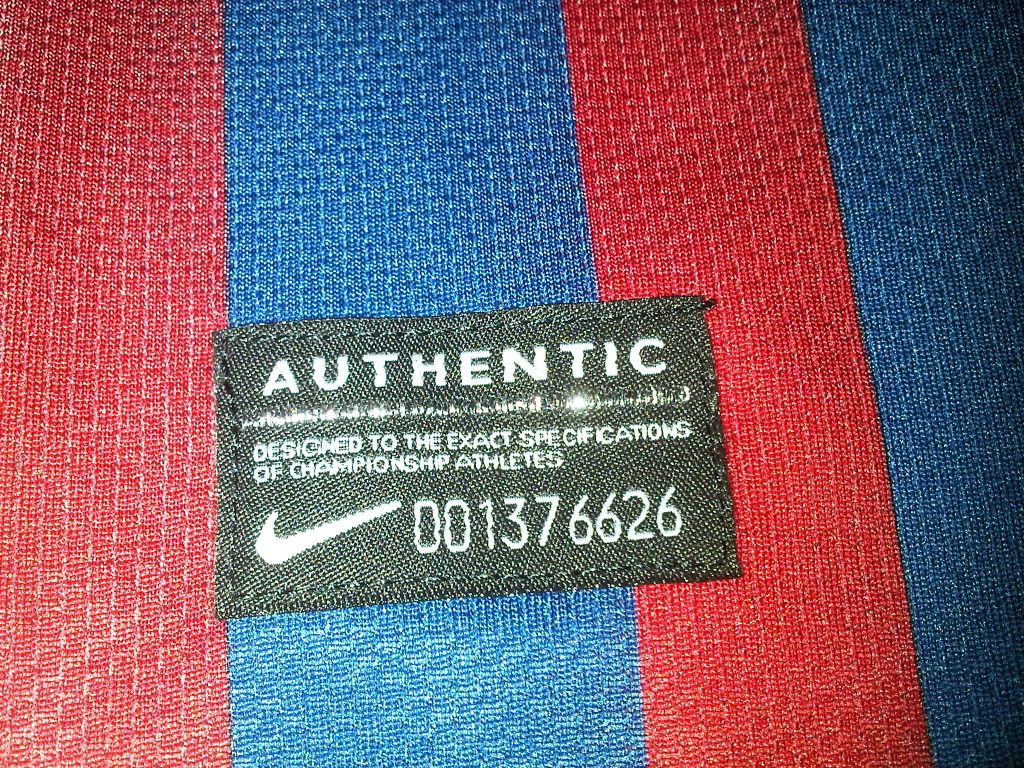 AUTHENTIC
DESIGNED TO THE EXACT SPECIFICATIONS
OF CHAMPIONSHIP ATHLETES
001376626